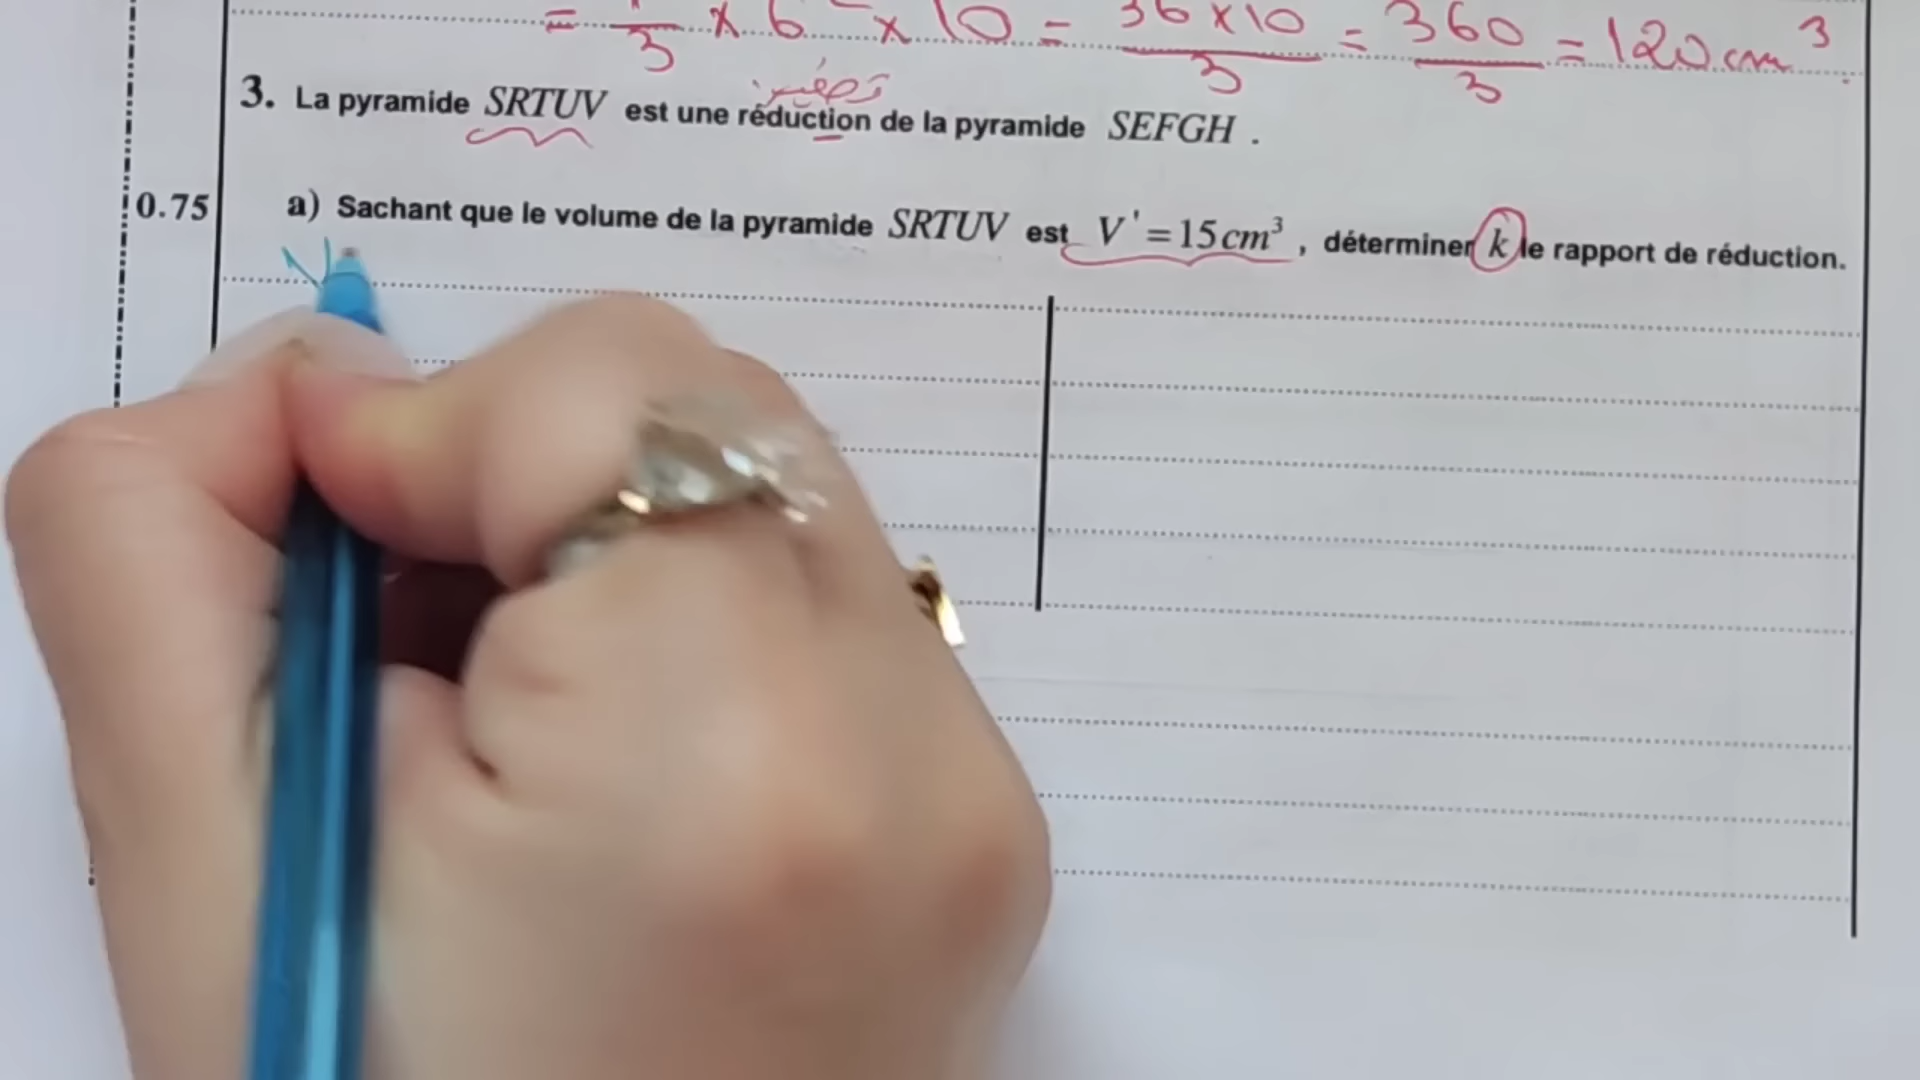 = 1/3 × 6² × 10 = 36 × 10 / 3 = 360 / 3 = 120 cm³
تصغير
3. La pyramide SRTUV est une réduction de la pyramide SEFGH .
0.75 a) Sachant que le volume de la pyramide SRTUV est V' = 15 cm³ , déterminer k le rapport de réduction.